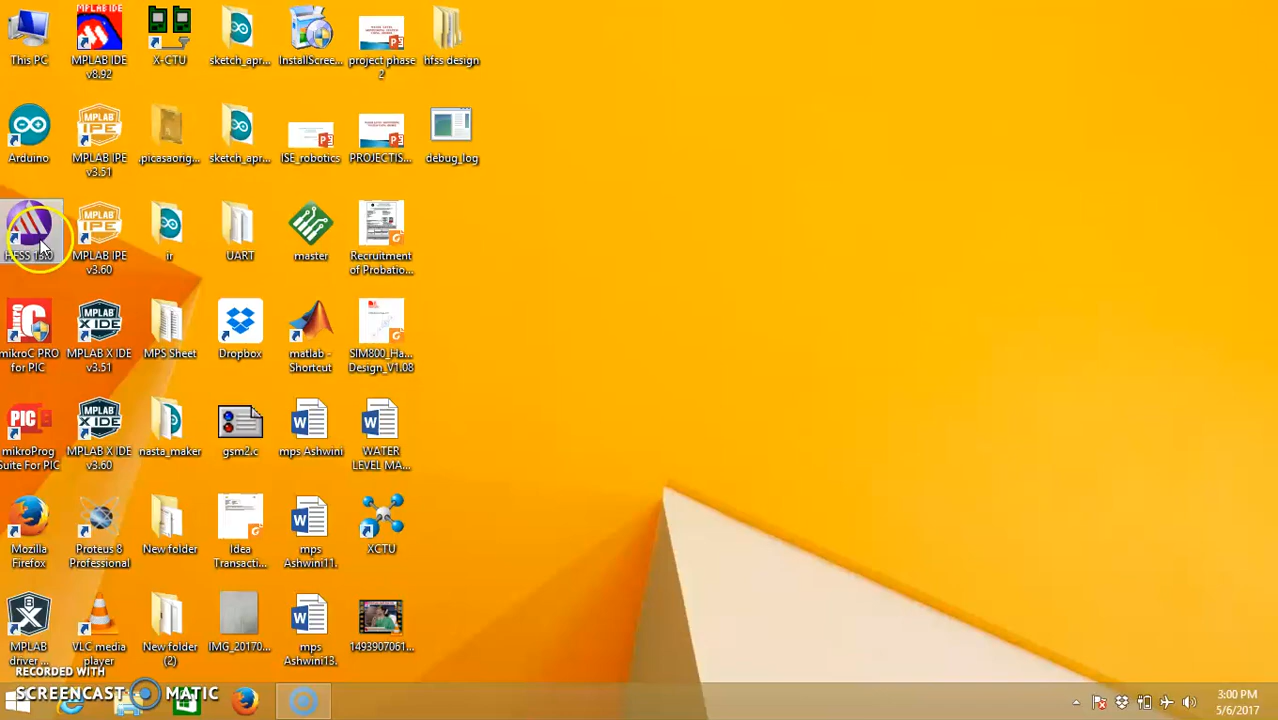 This PC
MPLAB IDE
v8.92
X-CTU
sketch_apr...
InstallScree...
project phase
2
hfss design
Arduino
MPLAB IPE
v3.51
.picasaorig...
sketch_apr...
ISE_robotics
PROJECTIS...
debug_log
MPLAB IPE
v3.60
ir
UART
master
Recruitment
of Probatio...
mikroC PRO
for PIC
MPLAB X IDE
v3.51
MPS Sheet
Dropbox
matlab -
Shortcut
SIM800_Ha...
Design_V1.08
mikroProg
Suite For PIC
MPLAB X IDE
v3.60
nasta_maker
gsm2.c
mps Ashwini
WATER
LEVEL MA...
Mozilla
Firefox
Proteus 8
Professional
New folder
Idea
Transacti...
mps
Ashwini11.
XCTU
MPLAB
driver ...
VLC media
player
New folder
(2)
IMG_20170...
mps
Ashwini13.
1493907061...
RECORDED WITH
SCREENCAST MATIC
3:00 PM
5/6/2017